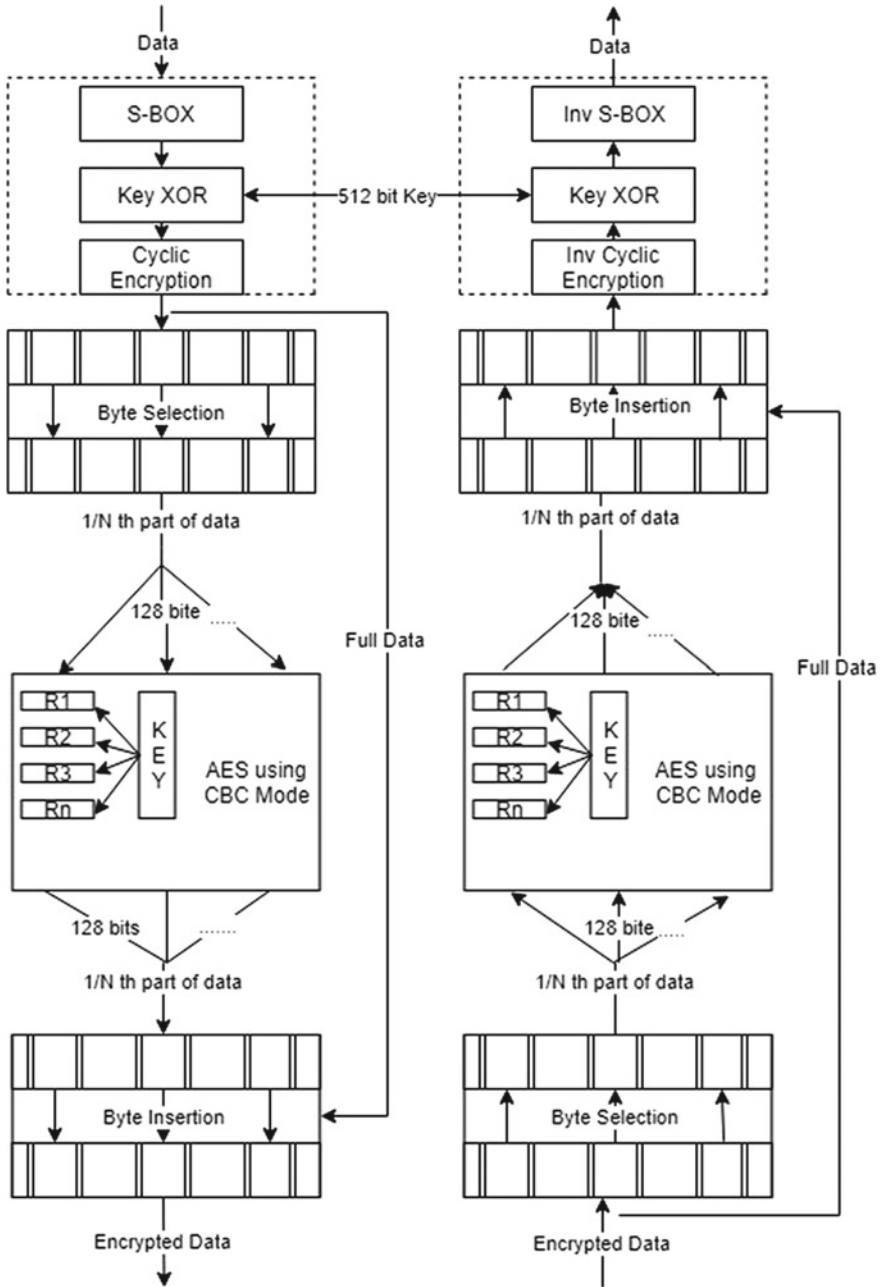 Data
S-BOX
Key XOR
Cyclic
Encryption
Byte Selection
1/N th part of data
128 bite
......
Full Data
R1
R2
R3
Rn
K
E
Y
AES using
CBC Mode
128 bits
.......
1/N th part of data
Byte Insertion
Encrypted Data
512 bit Key
Data
Inv S-BOX
Key XOR
Inv Cyclic
Encryption
Byte Insertion
1/N th part of data
128 bite
......
Full Data
R1
R2
R3
Rn
K
E
Y
AES using
CBC Mode
128 bite
......
1/N th part of data
Byte Selection
Encrypted Data